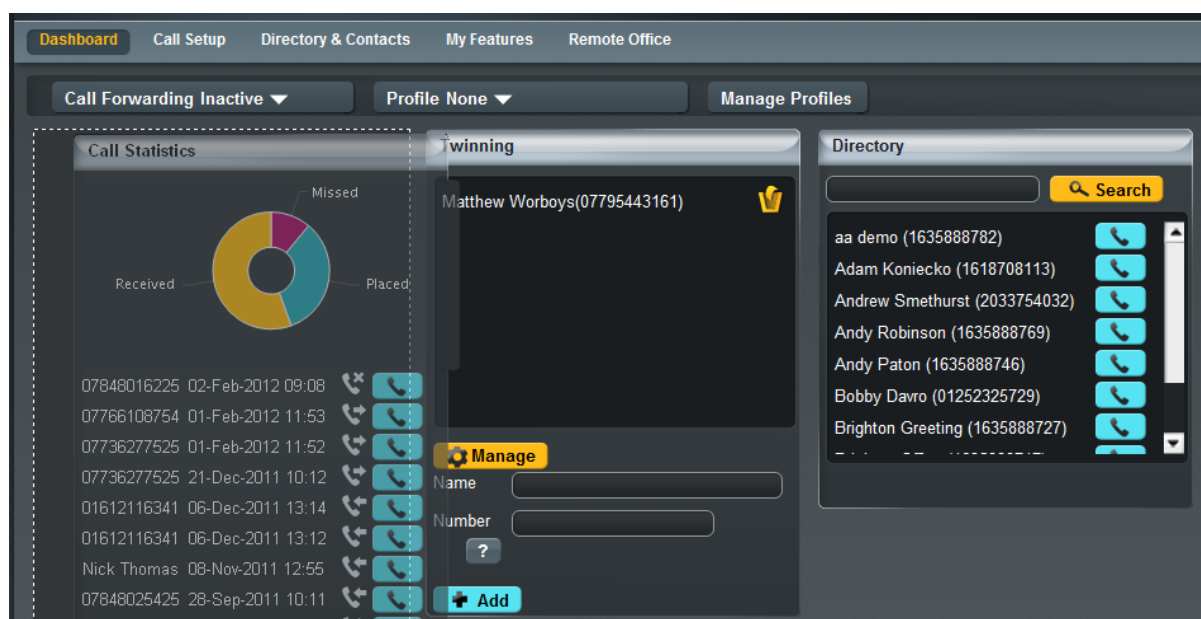 Dashboard Call Setup Directory & Contacts My Features Remote Office
Call Forwarding Inactive Profile None Manage Profiles
Call Statistics
Missed
Received
Placed
07848016225 02-Feb-2012 09:08
07766108754 01-Feb-2012 11:53
07736277525 01-Feb-2012 11:52
07736277525 21-Dec-2011 10:12
01612116341 06-Dec-2011 13:14
01612116341 06-Dec-2011 13:12
Nick Thomas 08-Nov-2011 12:55
07848025425 28-Sep-2011 10:11
Twinning
Matthew Worboys(07795443161)
Manage
Name
Number
?
Add
Directory
Search
aa demo (1635888782)
Adam Koniecko (1618708113)
Andrew Smethurst (2033754032)
Andy Robinson (1635888769)
Andy Paton (1635888746)
Bobby Davro (01252325729)
Brighton Greeting (1635888727)